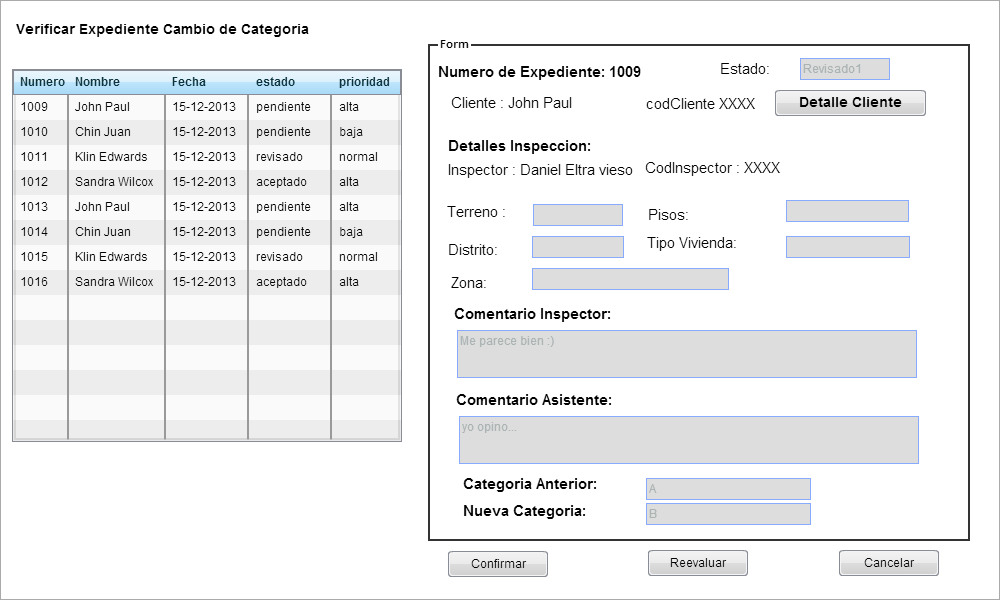 Verificar Expediente Cambio de Categoria
Numero Nombre Fecha estado prioridad
1009 John Paul 15-12-2013 pendiente alta
1010 Chin Juan 15-12-2013 pendiente baja
1011 Klin Edwards 15-12-2013 revisado normal
1012 Sandra Wilcox 15-12-2013 aceptado alta
1013 John Paul 15-12-2013 pendiente alta
1014 Chin Juan 15-12-2013 pendiente baja
1015 Klin Edwards 15-12-2013 revisado normal
1016 Sandra Wilcox 15-12-2013 aceptado alta
Form
Numero de Expediente: 1009 Estado: Revisado1
Cliente : John Paul codCliente XXXX Detalle Cliente
Detalles Inspeccion:
Inspector : Daniel Eltra vieso CodInspector : XXXX
Terreno : Pisos:
Distrito: Tipo Vivienda:
Zona:
Comentario Inspector:
Me parece bien :)
Comentario Asistente:
yo opino...
Categoria Anterior: A
Nueva Categoria: B
Confirmar Reevaluar Cancelar